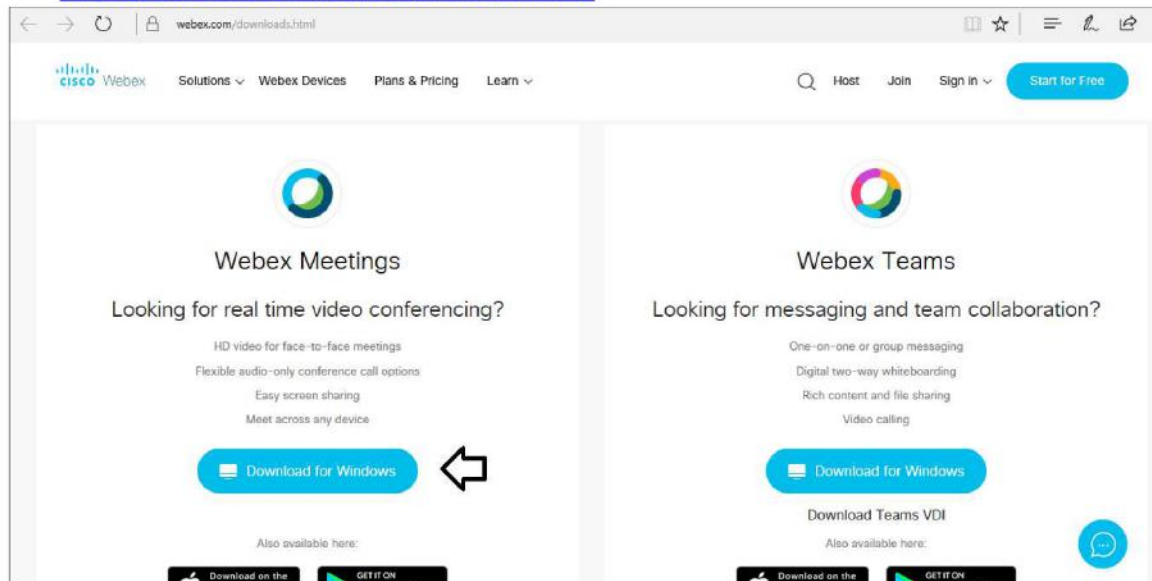 webex.com/downloads.html
CISCO Webex Solutions Webex Devices Plans & Pricing Learn Host Join Sign in Start for Free
Webex Meetings
Looking for real time video conferencing?
HD video for face-to-face meetings
Flexible audio-only conference call options
Easy screen sharing
Meet across any device
Download for Windows
Also available here:
Download on the
GET IT ON
Webex Teams
Looking for messaging and team collaboration?
One-on-one or group messaging
Digital two-way whiteboarding
Rich content and file sharing
Video calling
Download for Windows
Download Teams VDI
Also available here:
Download on the
GET IT ON